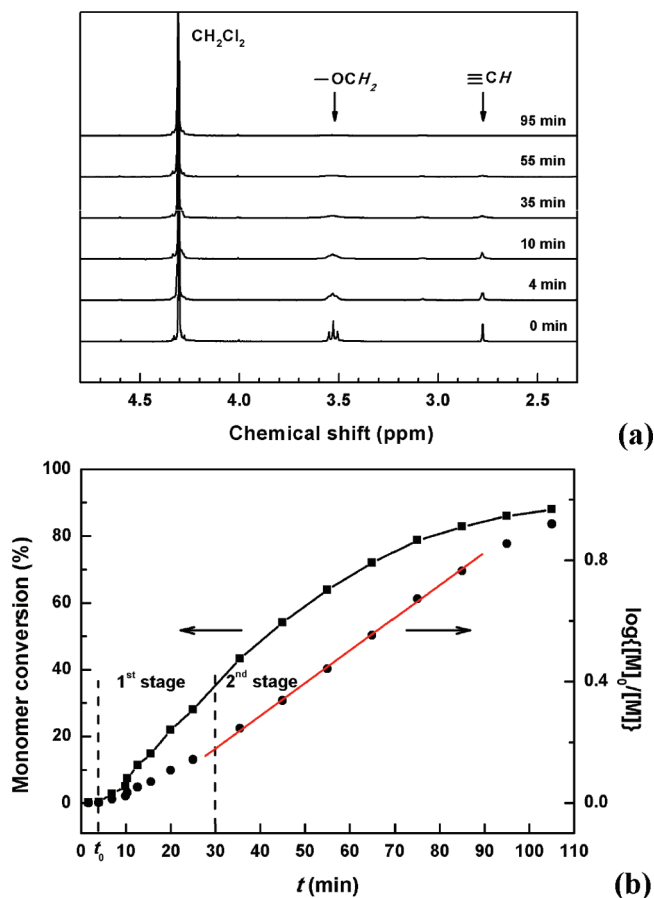 CH₂Cl₂
—OCH₂
≡CH
95 min
55 min
35 min
10 min
4 min
0 min
4.5 4.0 3.5 3.0 2.5
Chemical shift (ppm)
(a)
100
80
60
40
20
0
Monomer conversion (%)
1ˢᵗ stage
2ⁿᵈ stage
0.8
0.4
0.0
log{[M]₀/[M]}
0 t₀ 10 20 30 40 50 60 70 80 90 100 110
t (min)
(b)